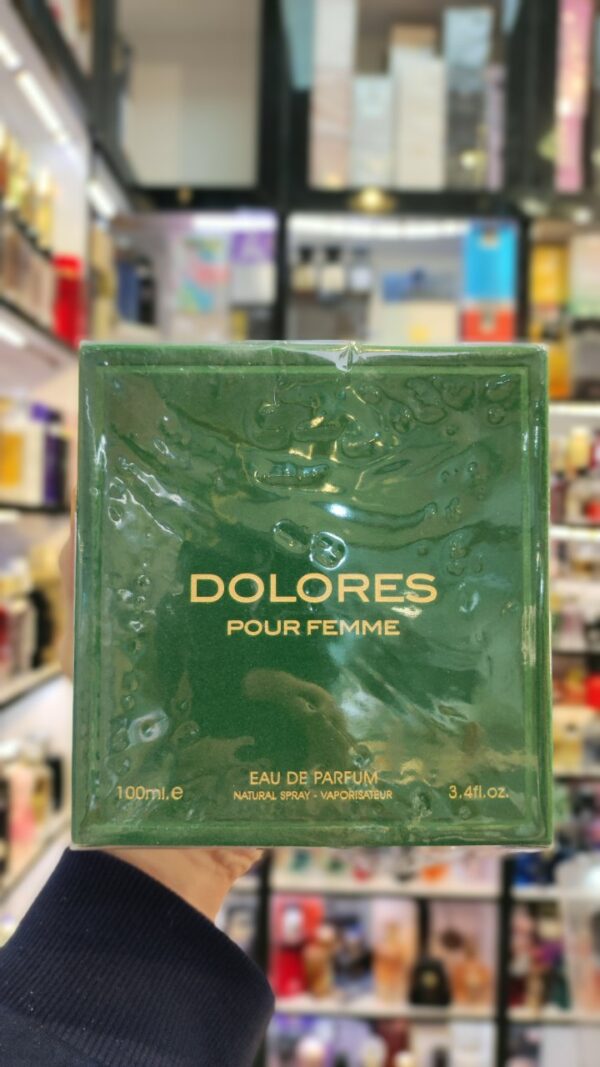 DOLORES
POUR FEMME
EAU DE PARFUM
100ml.e
NATURAL SPRAY - VAPORISATEUR
3.4fl.oz.